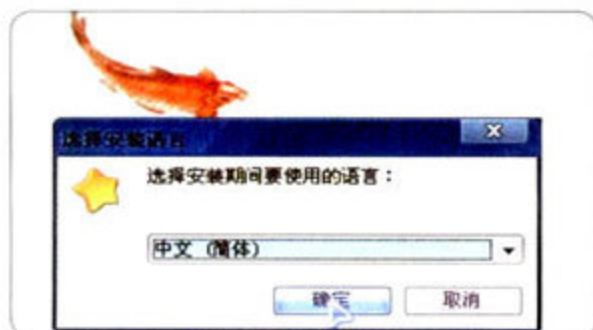 选择安装语言
选择安装期间要使用的语言：
中文 (简体)
确定
取消